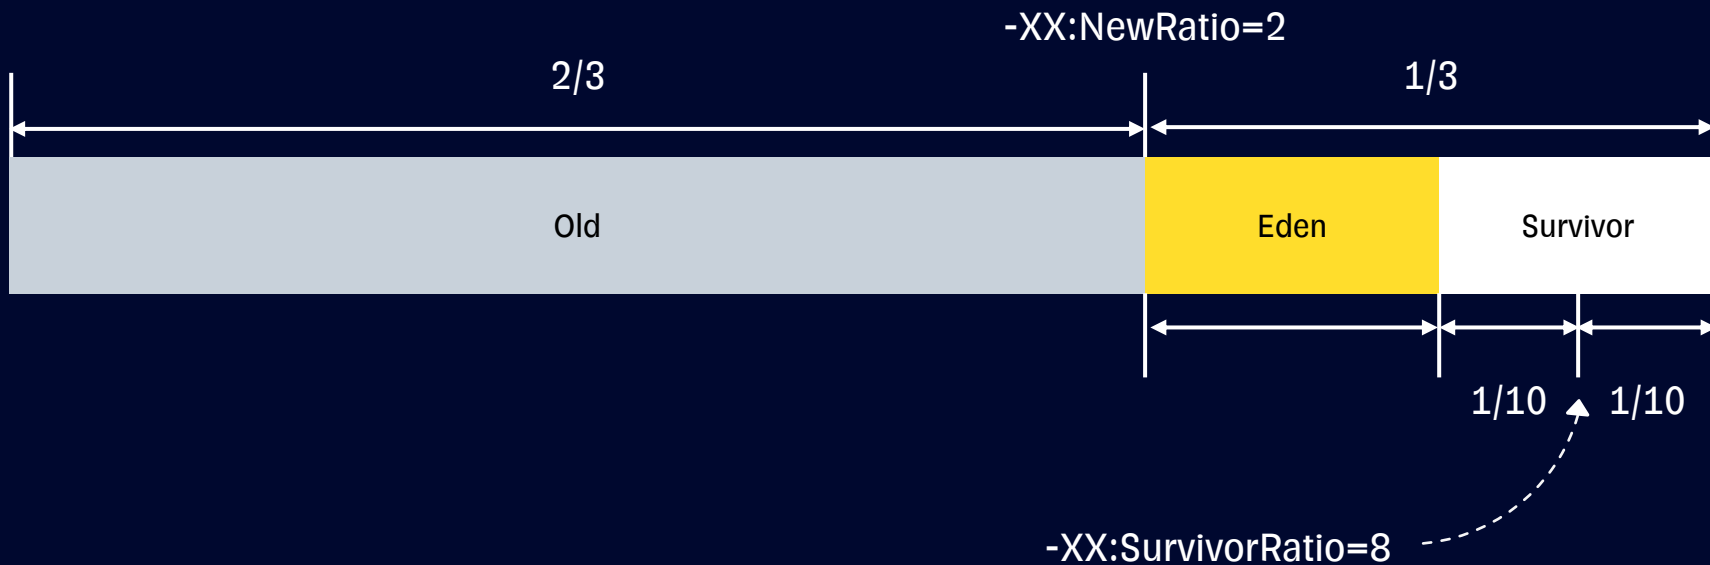 -XX:NewRatio=2
2/3
1/3
Old
Eden
Survivor
1/10
1/10
-XX:SurvivorRatio=8